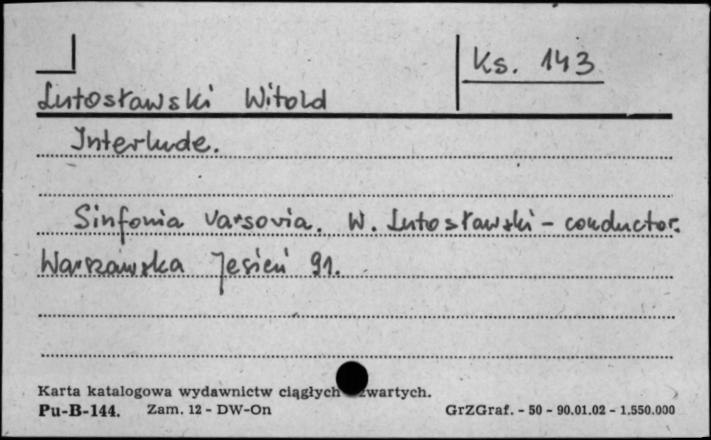 Ks. 143
Lutosławski Witold
Interlude.
Sinfonia Varsovia. W. Lutosławski - conductor.
Warszawska Jesień 91.
Karta katalogowa wydawnictw ciągłych zwartych.
Pu-B-144. Zam. 12 - DW-On GrZGraf. - 50 - 90.01.02 - 1.550.000